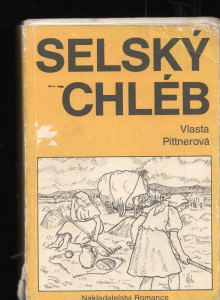 SELSKÝ
CHLÉB
Vlasta
Pittnerová
Nakladatelství Romance